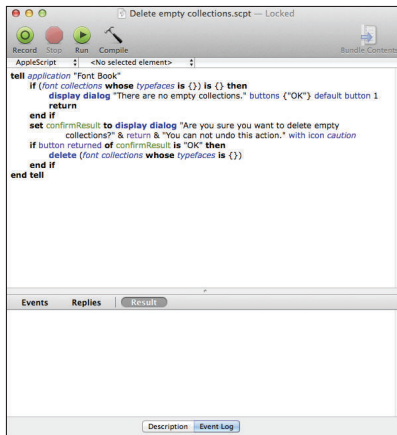 Delete empty collections.scpt — Locked
Record Stop Run Compile Bundle Contents
AppleScript <No selected element>
tell application "Font Book"
if (font collections whose typefaces is {}) is {} then
display dialog "There are no empty collections." buttons {"OK"} default button 1
return
end if
set confirmResult to display dialog "Are you sure you want to delete empty
collections?" & return & "You can not undo this action." with icon caution
if button returned of confirmResult is "OK" then
delete (font collections whose typefaces is {})
end if
end tell
Events Replies Result
Description Event Log